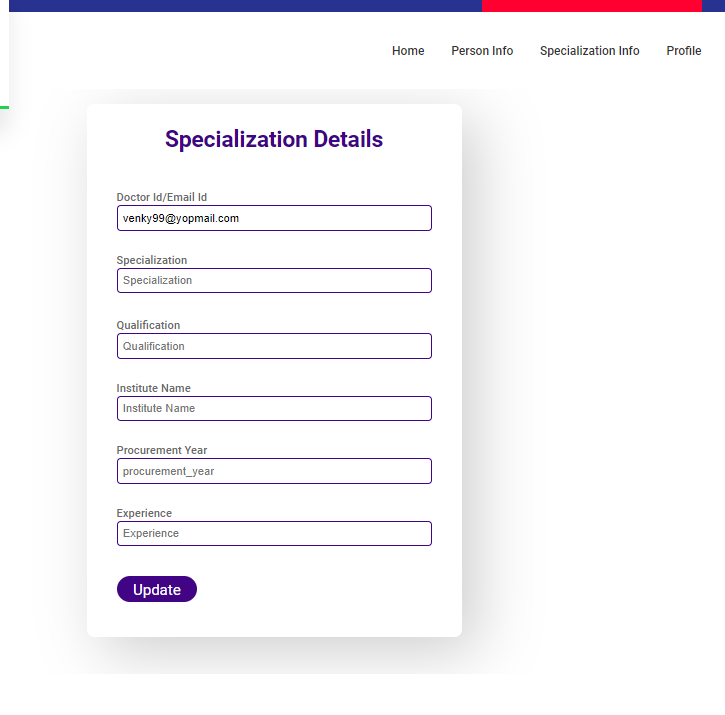 Home Person Info Specialization Info Profile
Specialization Details
Doctor Id/Email Id
venky99@yopmail.com
Specialization
Specialization
Qualification
Qualification
Institute Name
Institute Name
Procurement Year
procurement_year
Experience
Experience
Update